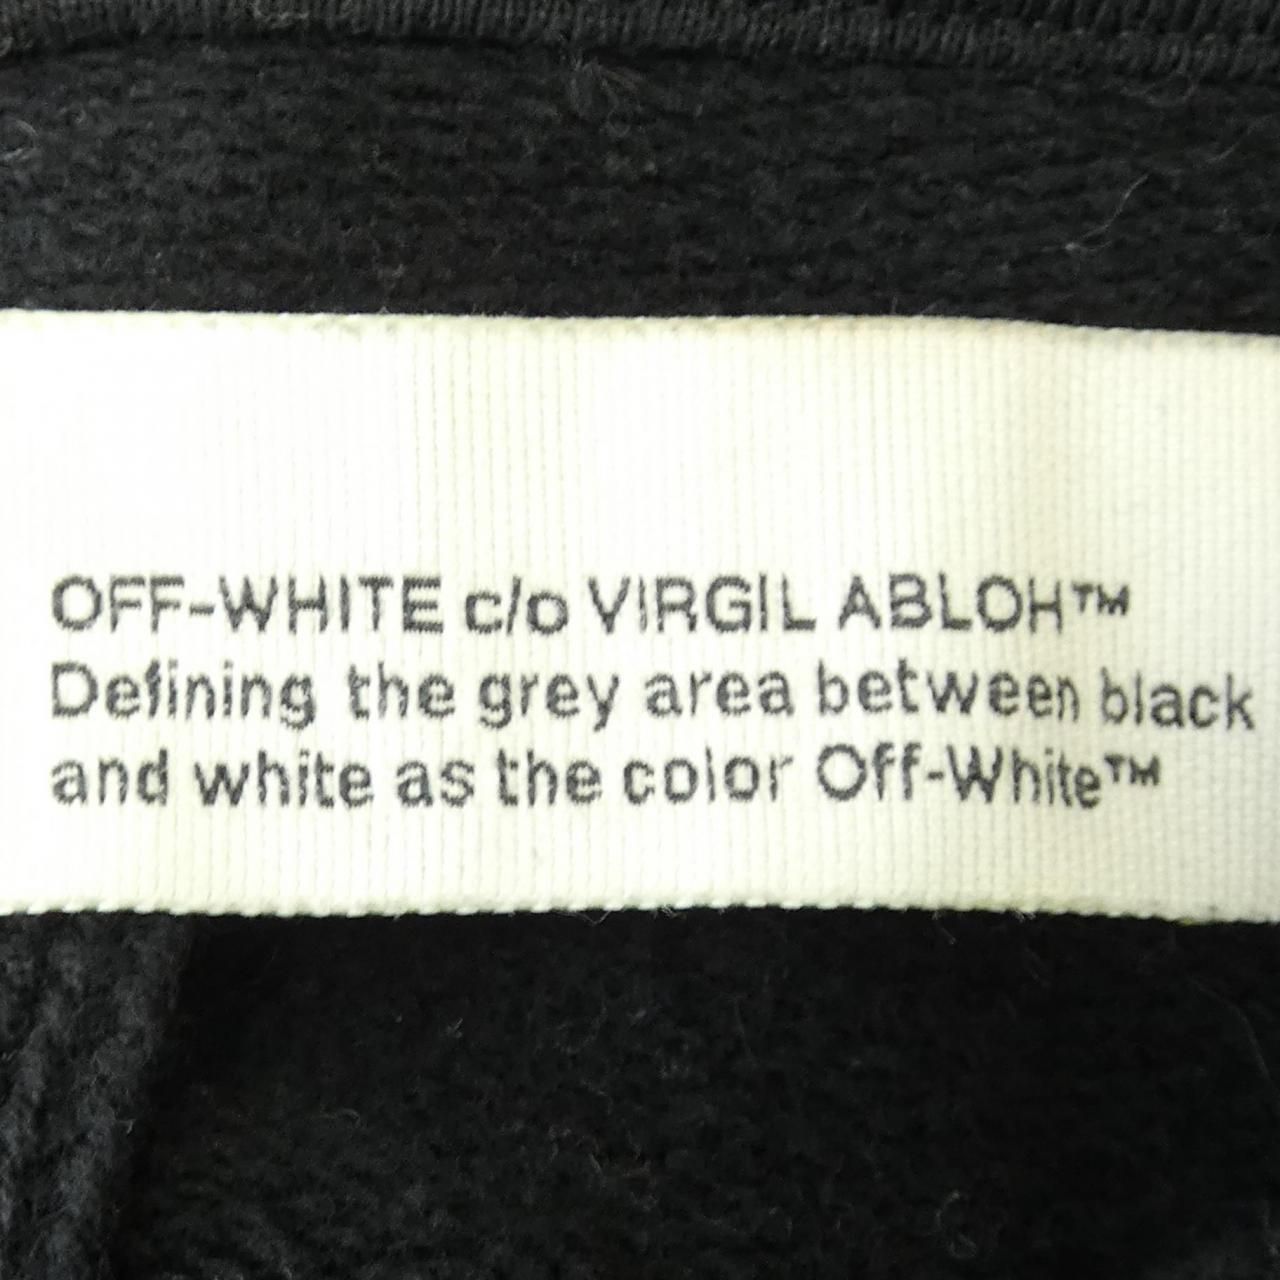 OFF-WHITE c/o VIRGIL ABLOH™
Defining the grey area between black
and white as the color Off-White™